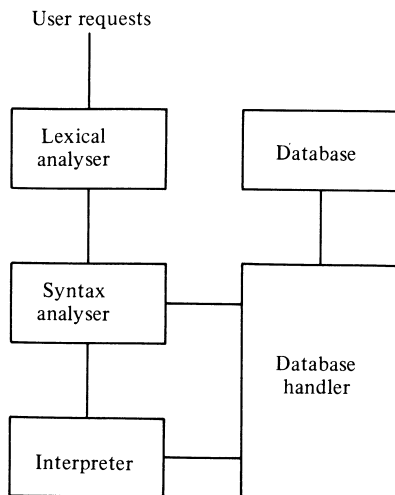 User requests
Lexical
analyser
Database
Syntax
analyser
Database
handler
Interpreter